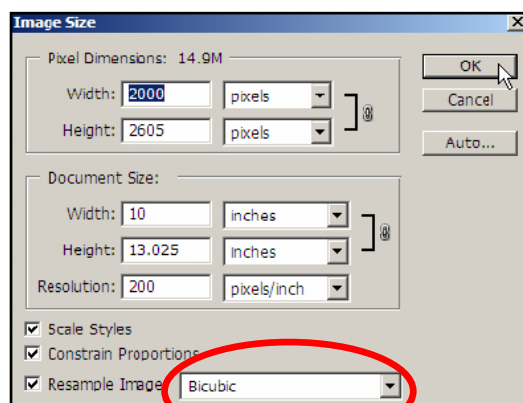 Image Size
Pixel Dimensions: 14.9M
Width: 2000 pixels
Height: 2605 pixels
Document Size:
Width: 10 inches
Height: 13.025 inches
Resolution: 200 pixels/inch
Scale Styles
Constrain Proportions
Resample Image Bicubic
OK
Cancel
Auto...